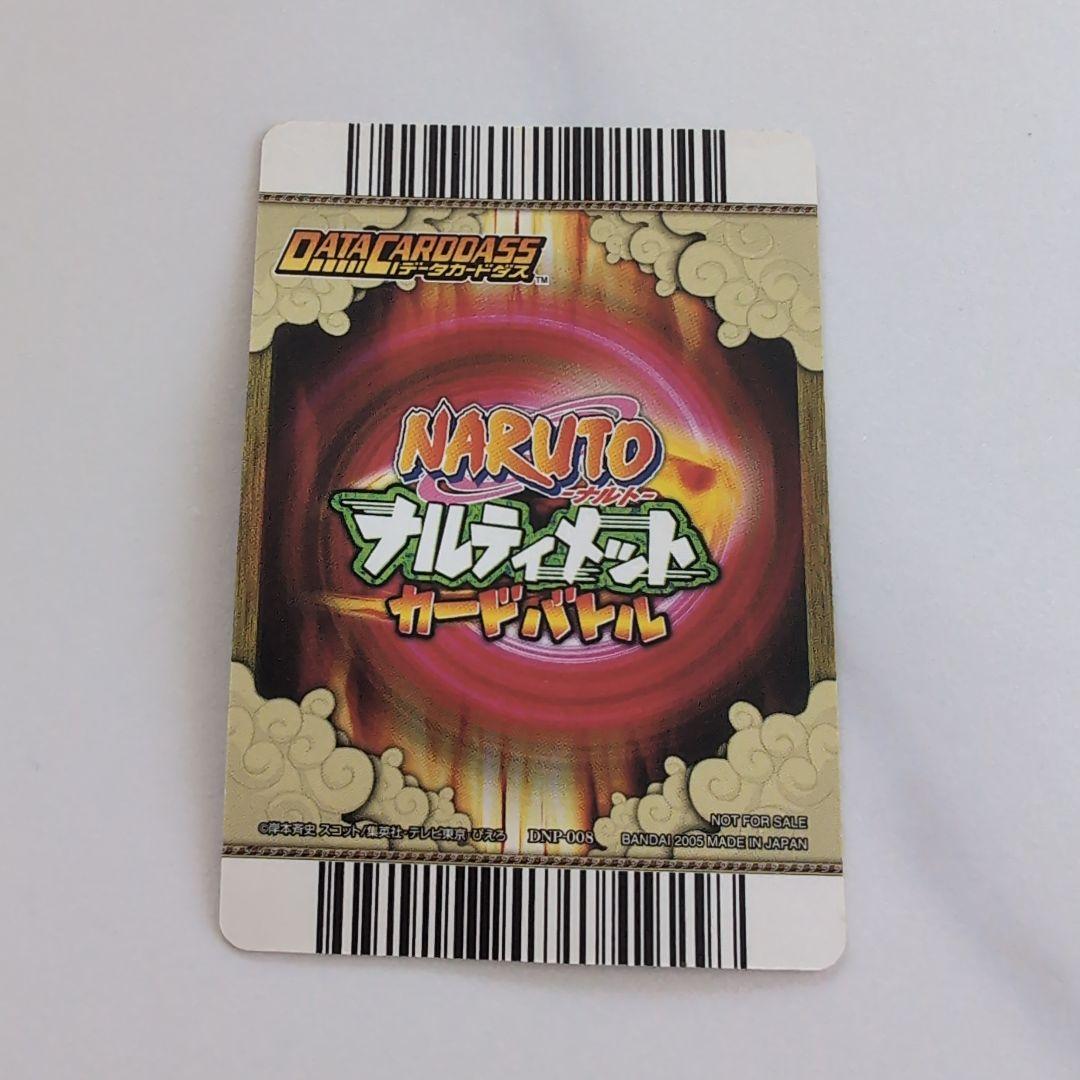 DATA CARDDASS
データカードダス TM
NARUTO
-ナルト-
ナルティメット
カードバトル
NOT FOR SALE
©岸本斉史 スコット/集英社・テレビ東京 ぴえろ DNP-008 BANDAI 2005 MADE IN JAPAN